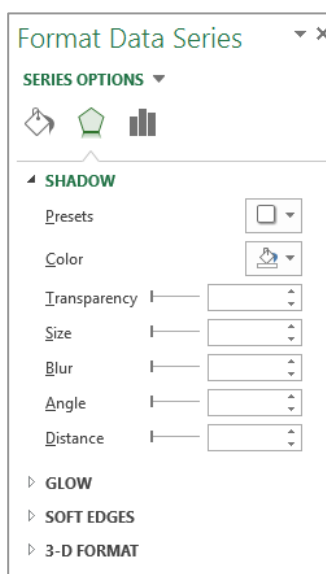 Format Data Series
SERIES OPTIONS
SHADOW
Presets
Color
Transparency
Size
Blur
Angle
Distance
GLOW
SOFT EDGES
3-D FORMAT